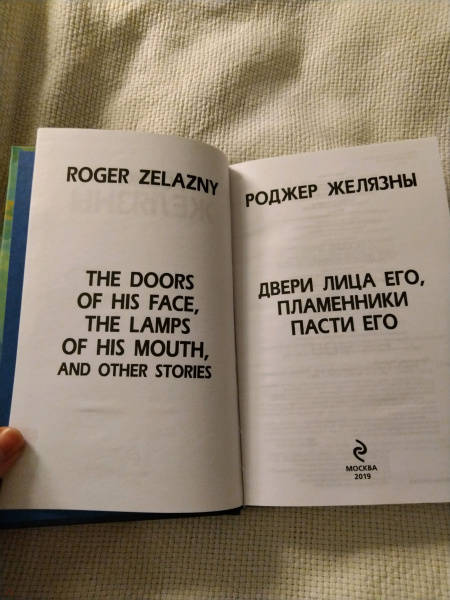 ROGER ZELAZNY
THE DOORS
OF HIS FACE,
THE LAMPS
OF HIS MOUTH,
AND OTHER STORIES
РОДЖЕР ЖЕЛЯЗНЫ
ДВЕРИ ЛИЦА ЕГО,
ПЛАМЕННИКИ
ПАСТИ ЕГО
МОСКВА
2019